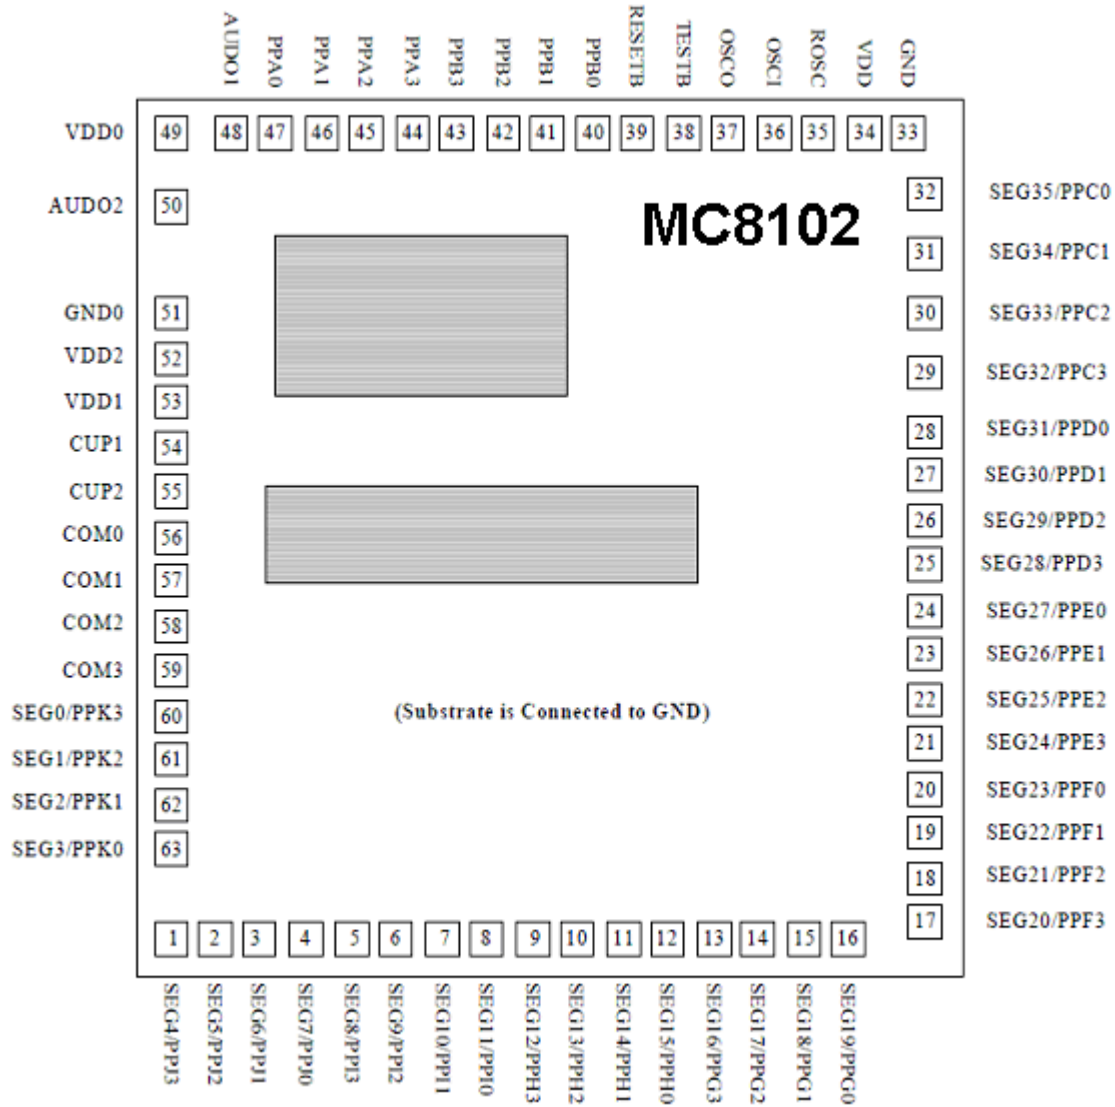 AUDO1 PPA0 PPA1 PPA2 PPA3 PPB3 PPB2 PPB1 PPB0 RESETB TESTB OSCO OSCI ROSC VDD GND
VDD0 49 48 47 46 45 44 43 42 41 40 39 38 37 36 35 34 33
32 SEG35/PPC0
AUDO2 50
MC8102
31 SEG34/PPC1
GND0 51 30 SEG33/PPC2
VDD2 52
29 SEG32/PPC3
VDD1 53
28 SEG31/PPD0
CUP1 54
27 SEG30/PPD1
CUP2 55
26 SEG29/PPD2
COM0 56
25 SEG28/PPD3
COM1 57
24 SEG27/PPE0
COM2 58
23 SEG26/PPE1
COM3 59
22 SEG25/PPE2
SEG0/PPK3 60
(Substrate is Connected to GND)
21 SEG24/PPE3
SEG1/PPK2 61
20 SEG23/PPF0
SEG2/PPK1 62
19 SEG22/PPF1
SEG3/PPK0 63
18 SEG21/PPF2
17 SEG20/PPF3
1 2 3 4 5 6 7 8 9 10 11 12 13 14 15 16
SEG4/PPJ3 SEG5/PPJ2 SEG6/PPJ1 SEG7/PPJ0 SEG8/PPI3 SEG9/PPI2 SEG10/PPI1 SEG11/PPI0 SEG12/PPH3 SEG13/PPH2 SEG14/PPH1 SEG15/PPH0 SEG16/PPG3 SEG17/PPG2 SEG18/PPG1 SEG19/PPG0